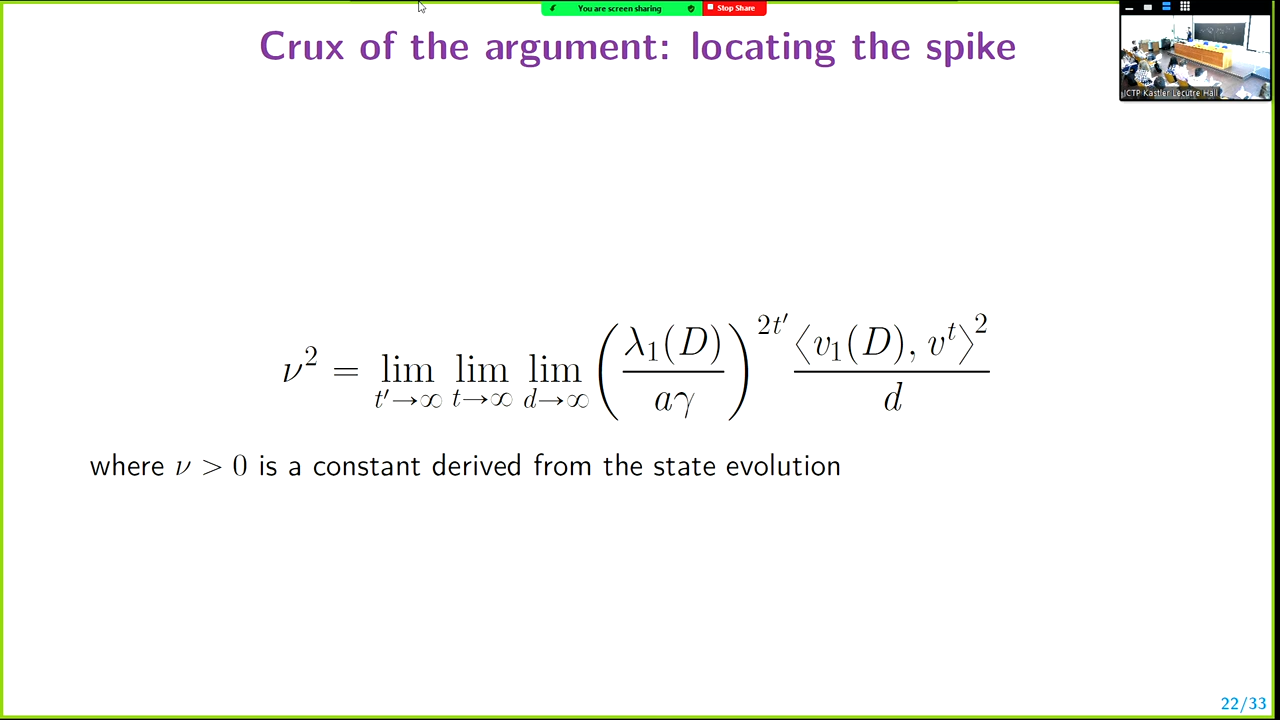 You are screen sharing
Stop Share
Crux of the argument: locating the spike
ICTP Kastler Lecutre Hall
ν² = lim_{t′→∞} lim_{t→∞} lim_{d→∞} (λ₁(D)/aγ)^{2t′} ⟨v₁(D), vᵗ⟩²/d
where ν > 0 is a constant derived from the state evolution
22/33